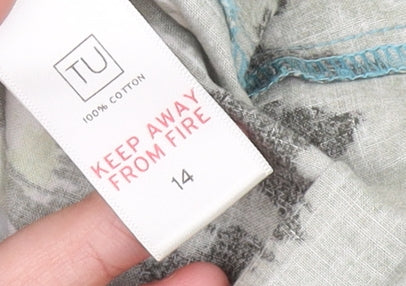 TU
100% COTTON
KEEP AWAY
FROM FIRE
14